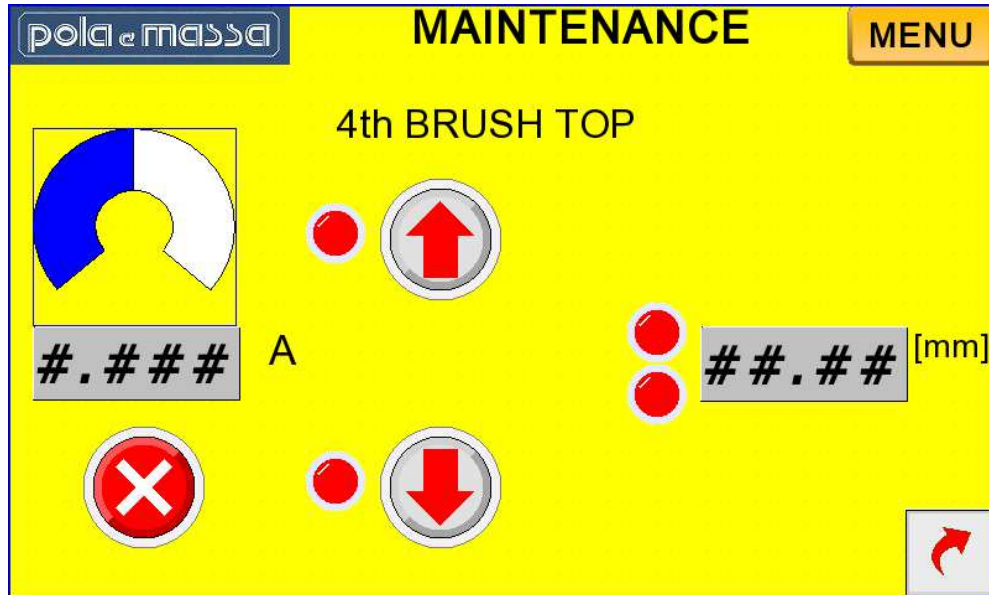 pola e massa
MAINTENANCE
MENU
4th BRUSH TOP
#.###
A
##.##
[mm]